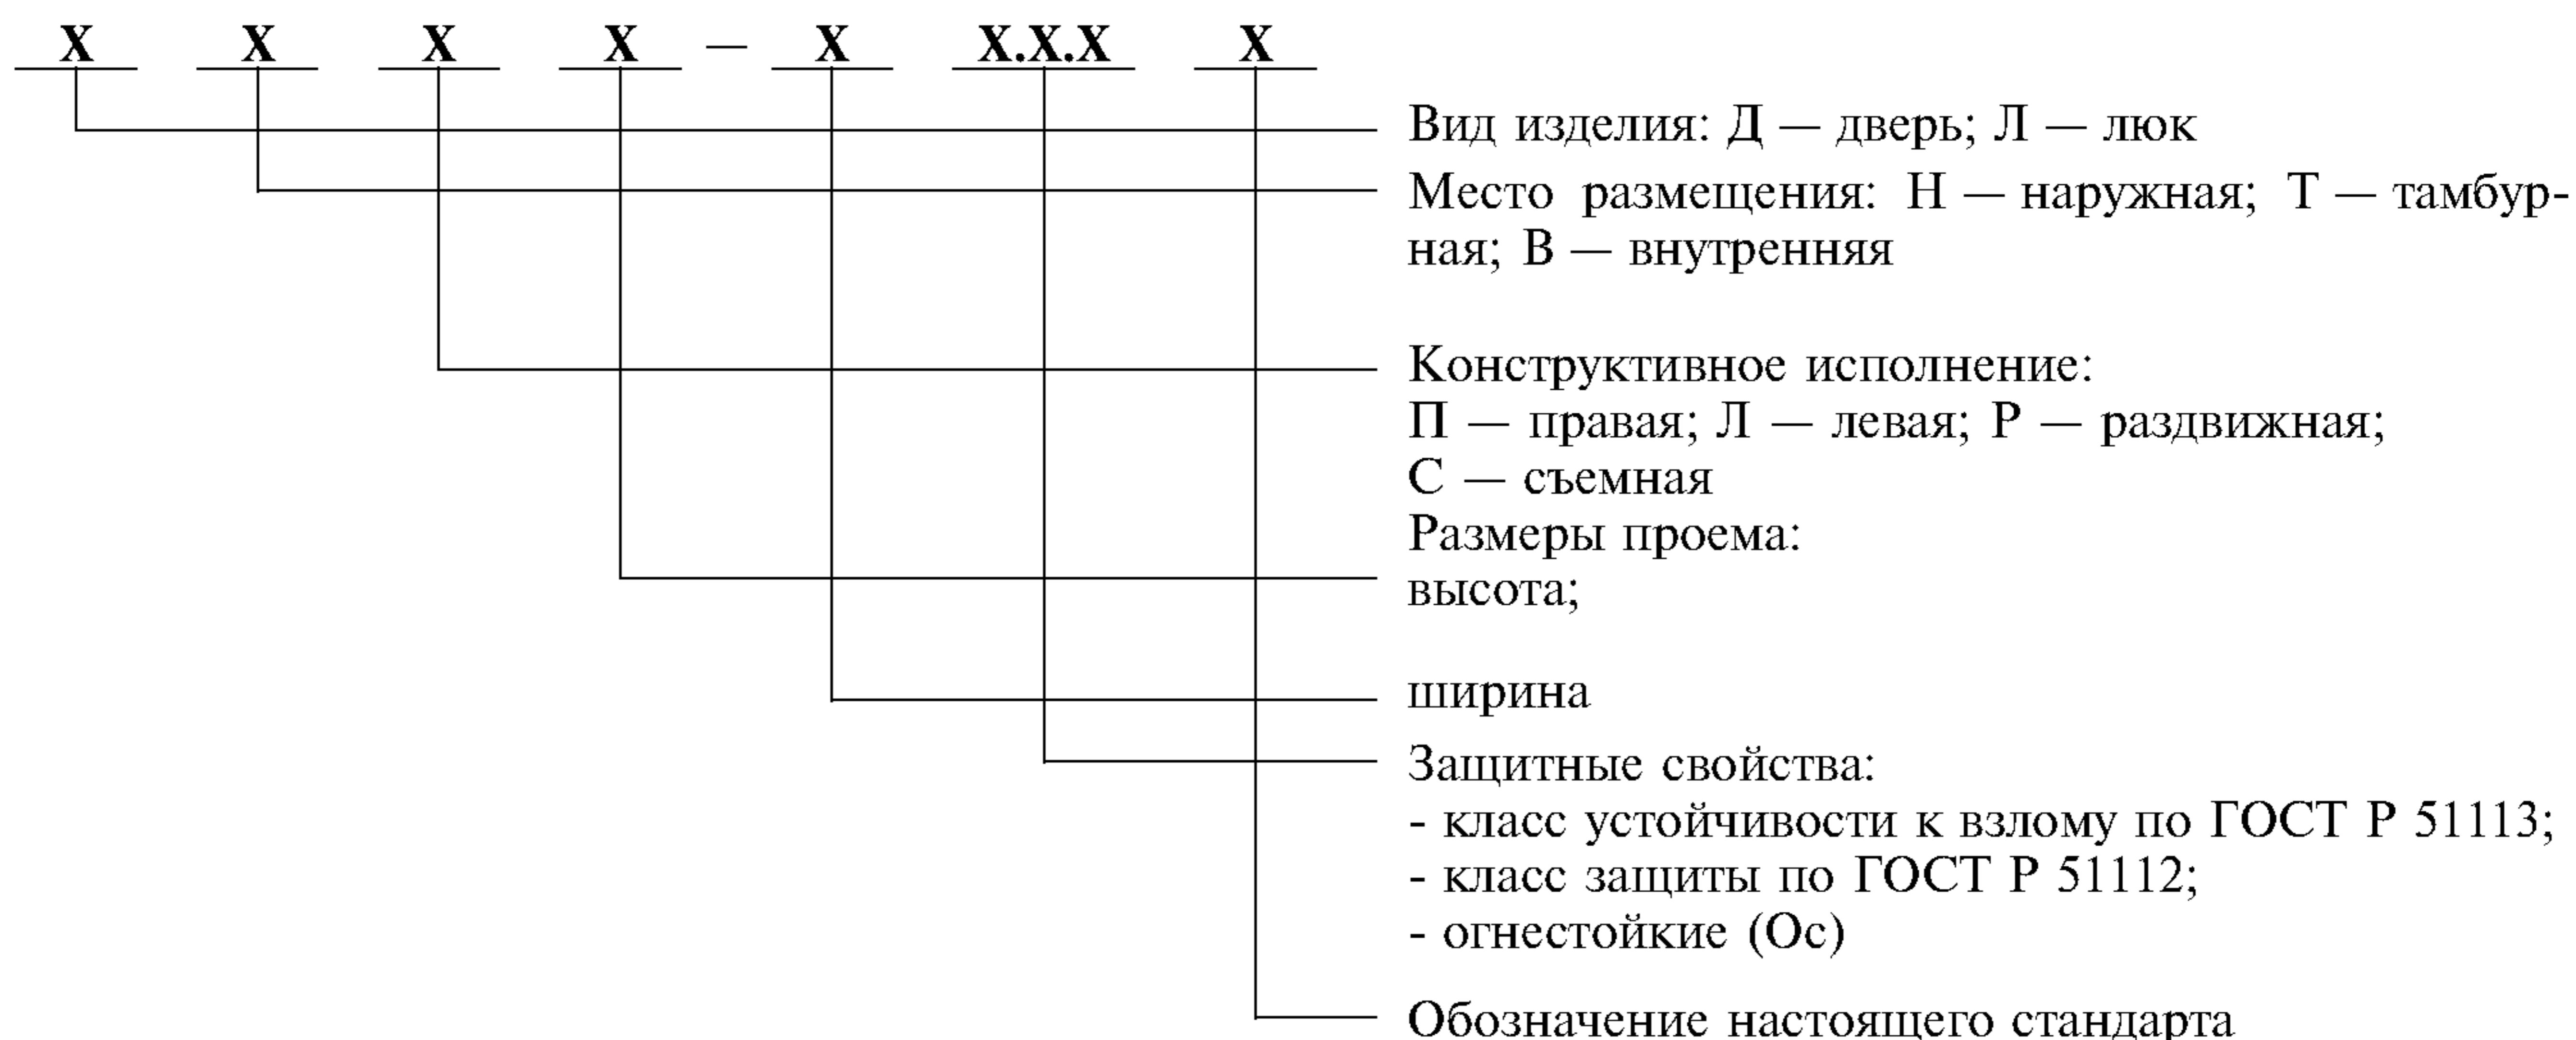 Х Х Х Х — Х Х.Х.Х Х
Вид изделия: Д — дверь; Л — люк
Место размещения: Н — наружная; Т — тамбур-
ная; В — внутренняя
Конструктивное исполнение:
П — правая; Л — левая; Р — раздвижная;
С — съемная
Размеры проема:
высота;
ширина
Защитные свойства:
- класс устойчивости к взлому по ГОСТ Р 51113;
- класс защиты по ГОСТ Р 51112;
- огнестойкие (Ос)
Обозначение настоящего стандарта